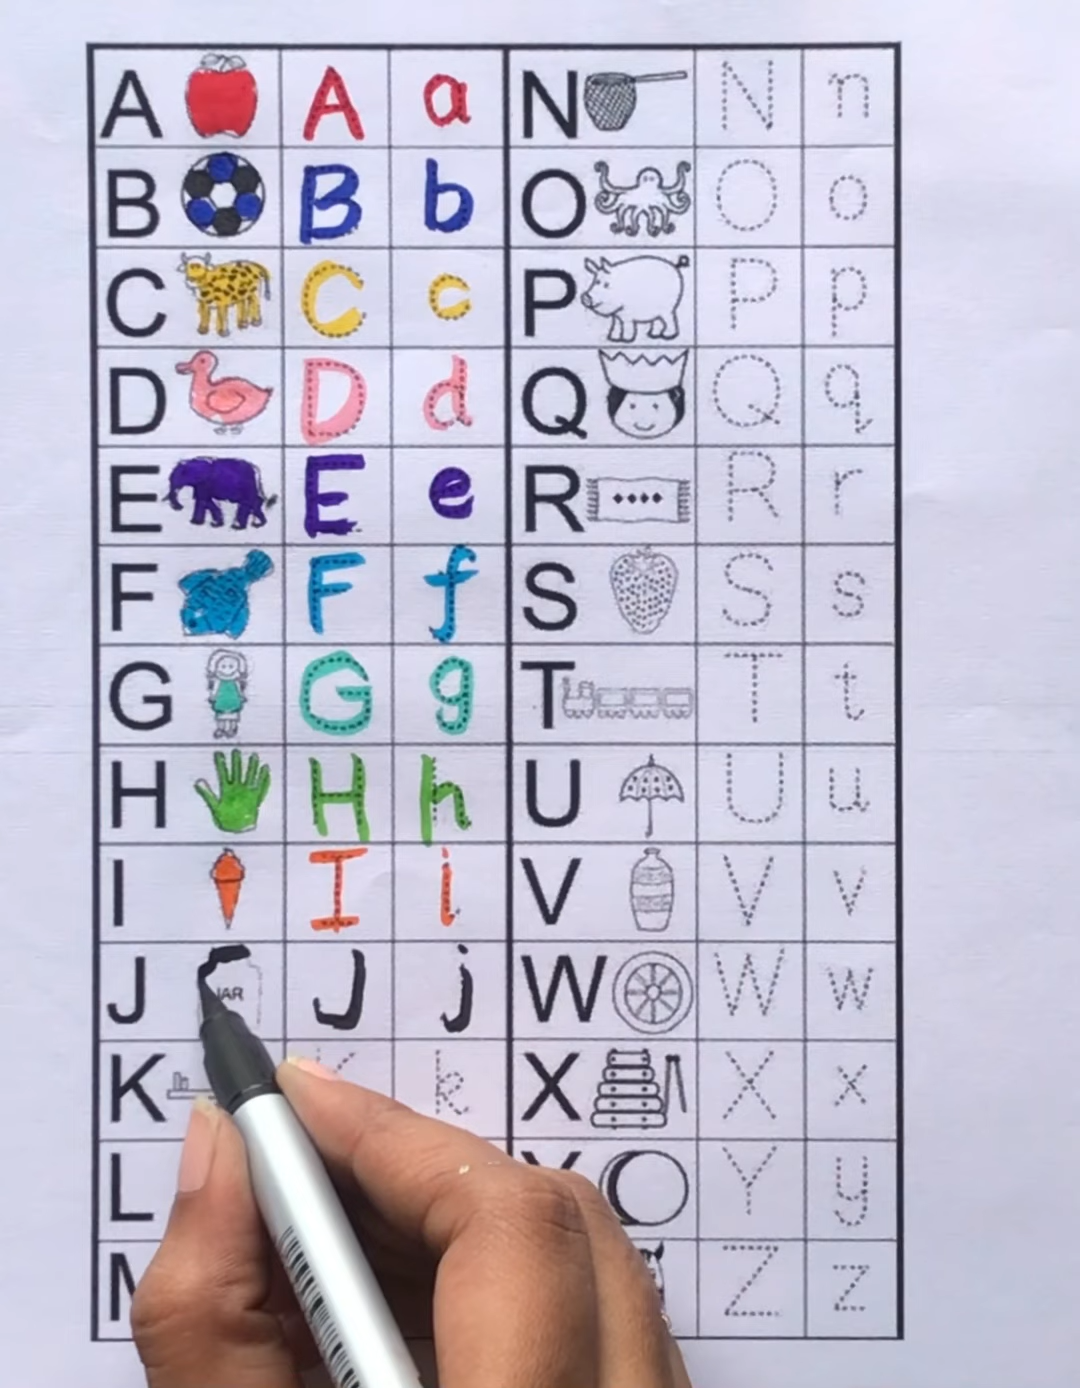 A A a N N n
B B b O O o
C C c P P p
D D d Q Q q
E E e R R r
F F f S S s
G G g T T t
H H h U U u
I I i V V v
J JAR J j W W w
K K k X X x
L Y Y y
M Z z